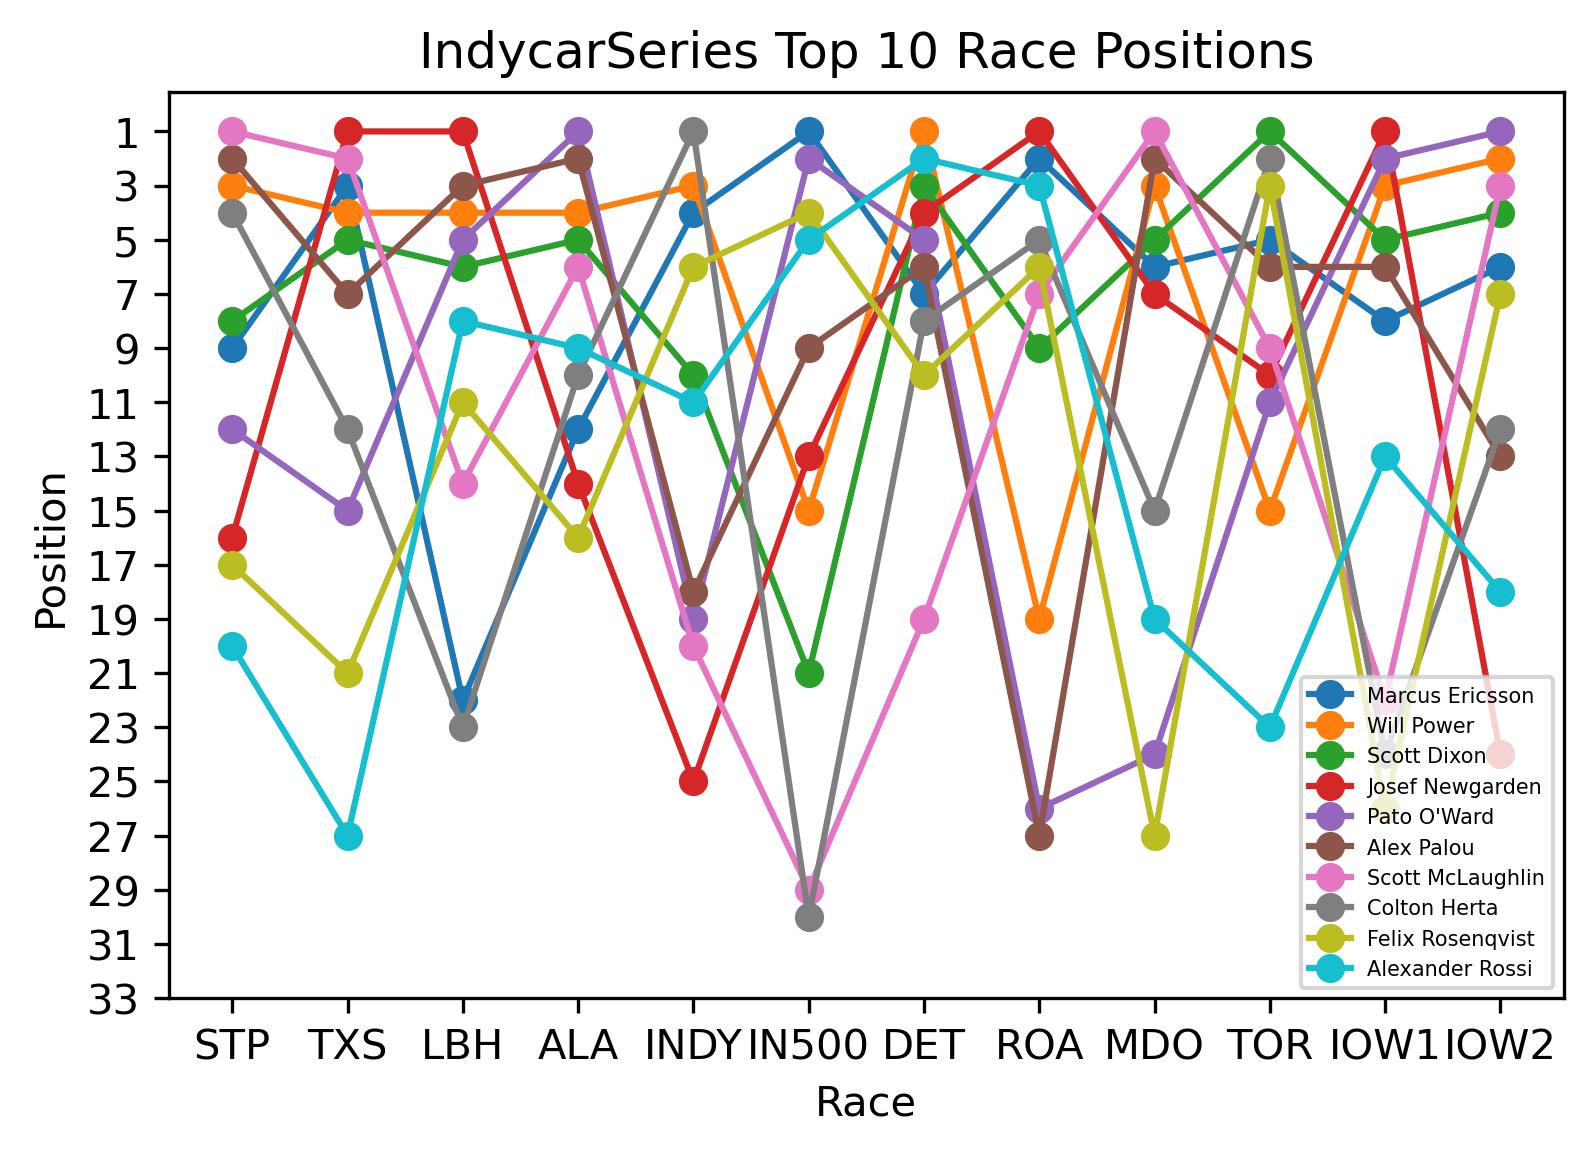 IndycarSeries Top 10 Race Positions
Position
1
3
5
7
9
11
13
15
17
19
21
23
25
27
29
31
33
Marcus Ericsson
Will Power
Scott Dixon
Josef Newgarden
Pato O'Ward
Alex Palou
Scott McLaughlin
Colton Herta
Felix Rosenqvist
Alexander Rossi
STP TXS LBH ALA INDY IN500 DET ROA MDO TOR IOW1 IOW2
Race